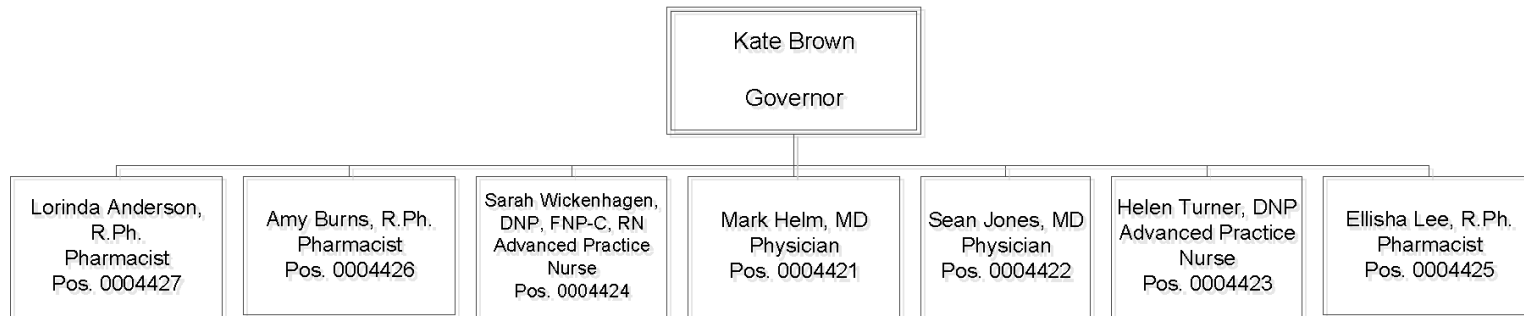 Kate Brown
Governor
Lorinda Anderson,
R.Ph.
Pharmacist
Pos. 0004427
Amy Burns, R.Ph.
Pharmacist
Pos. 0004426
Sarah Wickenhagen,
DNP, FNP-C, RN
Advanced Practice
Nurse
Pos. 0004424
Mark Helm, MD
Physician
Pos. 0004421
Sean Jones, MD
Physician
Pos. 0004422
Helen Turner, DNP
Advanced Practice
Nurse
Pos. 0004423
Ellisha Lee, R.Ph.
Pharmacist
Pos. 0004425